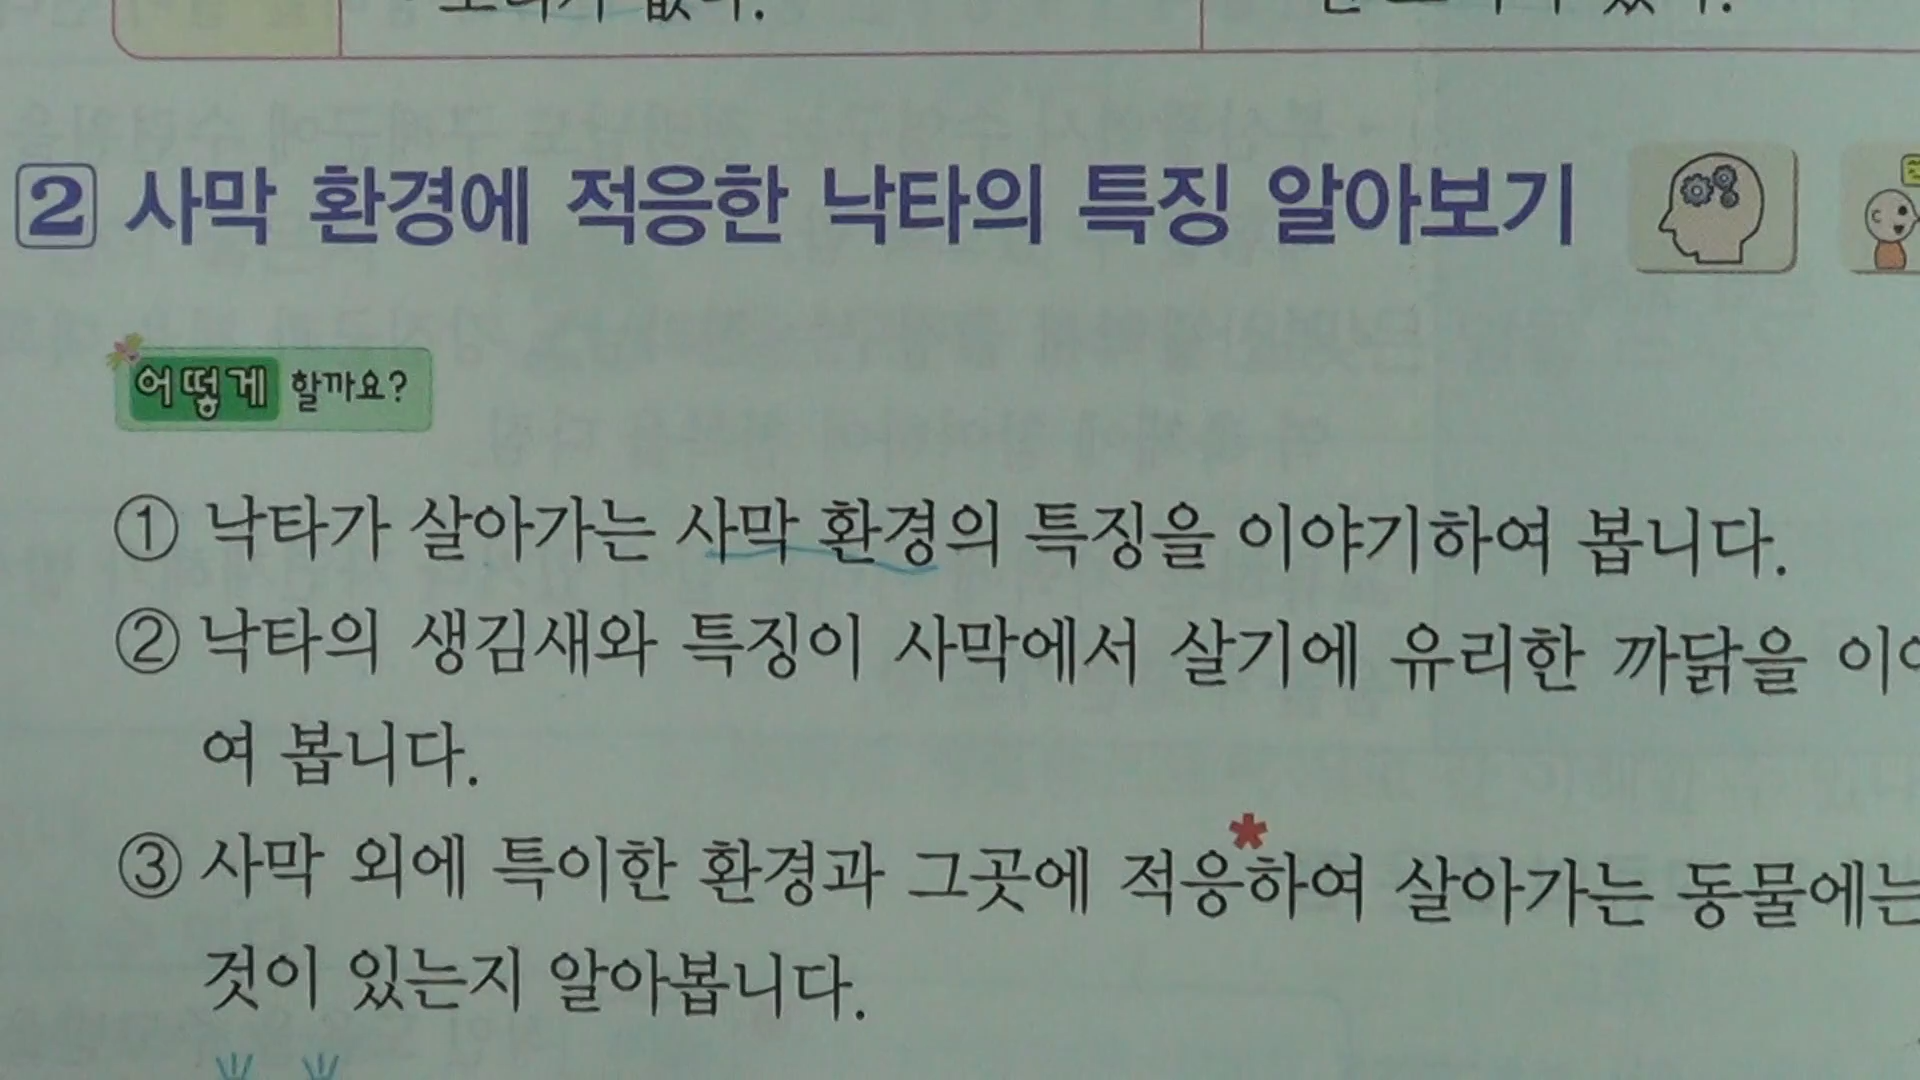 없다.
2 사막 환경에 적응한 낙타의 특징 알아보기
어떻게 할까요?
① 낙타가 살아가는 사막 환경의 특징을 이야기하여 봅니다.
② 낙타의 생김새와 특징이 사막에서 살기에 유리한 까닭을
여 봅니다.
③ 사막 외에 특이한 환경과 그곳에 적응*하여 살아가는 동물에는
것이 있는지 알아봅니다.